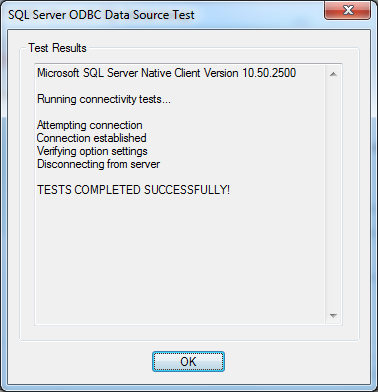 SQL Server ODBC Data Source Test
Test Results
Microsoft SQL Server Native Client Version 10.50.2500
Running connectivity tests...
Attempting connection
Connection established
Verifying option settings
Disconnecting from server
TESTS COMPLETED SUCCESSFULLY!
OK